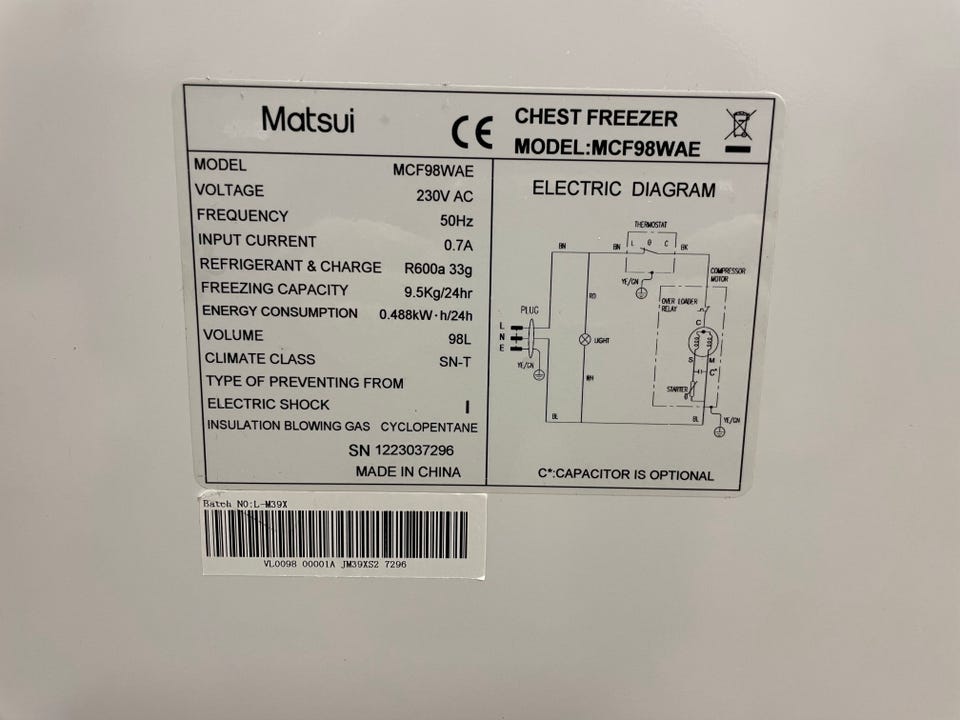 Matsui
CE
CHEST FREEZER
MODEL:MCF98WAE
MODEL MCF98WAE
VOLTAGE 230V AC
FREQUENCY 50Hz
INPUT CURRENT 0.7A
REFRIGERANT & CHARGE R600a 33g
FREEZING CAPACITY 9.5Kg/24hr
ENERGY CONSUMPTION 0.488kW·h/24h
VOLUME 98L
CLIMATE CLASS SN-T
TYPE OF PREVENTING FROM
ELECTRIC SHOCK I
INSULATION BLOWING GAS CYCLOPENTANE
SN 1223037296
MADE IN CHINA
ELECTRIC DIAGRAM
THERMOSTAT
BN
BN
L θ C
BK
YE/GN
COMPRESSOR
MOTOR
RD
OVER LOADER
RELAY
PLUG
L
N
E
C
LIGHT
YE/GN
S M
C*
STARTER
θ
BL
BL
YE/GN
C*:CAPACITOR IS OPTIONAL
Batch NO:L-M39X
VL0098 00001A JM39XS2 7296